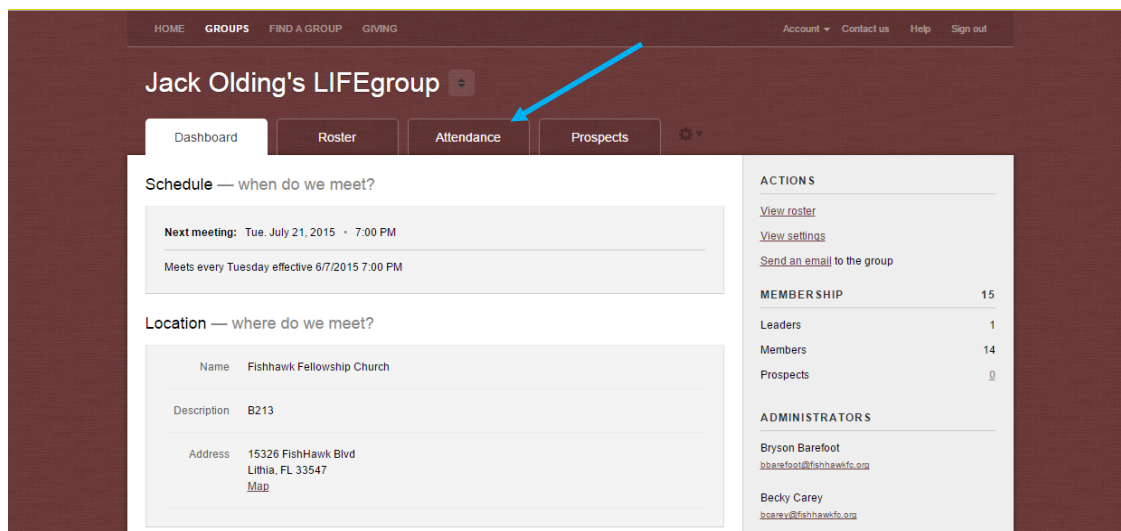 HOME GROUPS FIND A GROUP GIVING Account Contact us Help Sign out
Jack Olding's LIFEgroup
Dashboard Roster Attendance Prospects
Schedule — when do we meet?
Next meeting: Tue. July 21, 2015 • 7:00 PM
Meets every Tuesday effective 6/7/2015 7:00 PM
Location — where do we meet?
Name Fishhawk Fellowship Church
Description B213
Address 15326 FishHawk Blvd
Lithia, FL 33547
Map
ACTIONS
View roster
View settings
Send an email to the group
MEMBERSHIP 15
Leaders 1
Members 14
Prospects 0
ADMINISTRATORS
Bryson Barefoot
bbarefoot@fishhawkfc.org
Becky Carey
bcarey@fishhawkfc.org